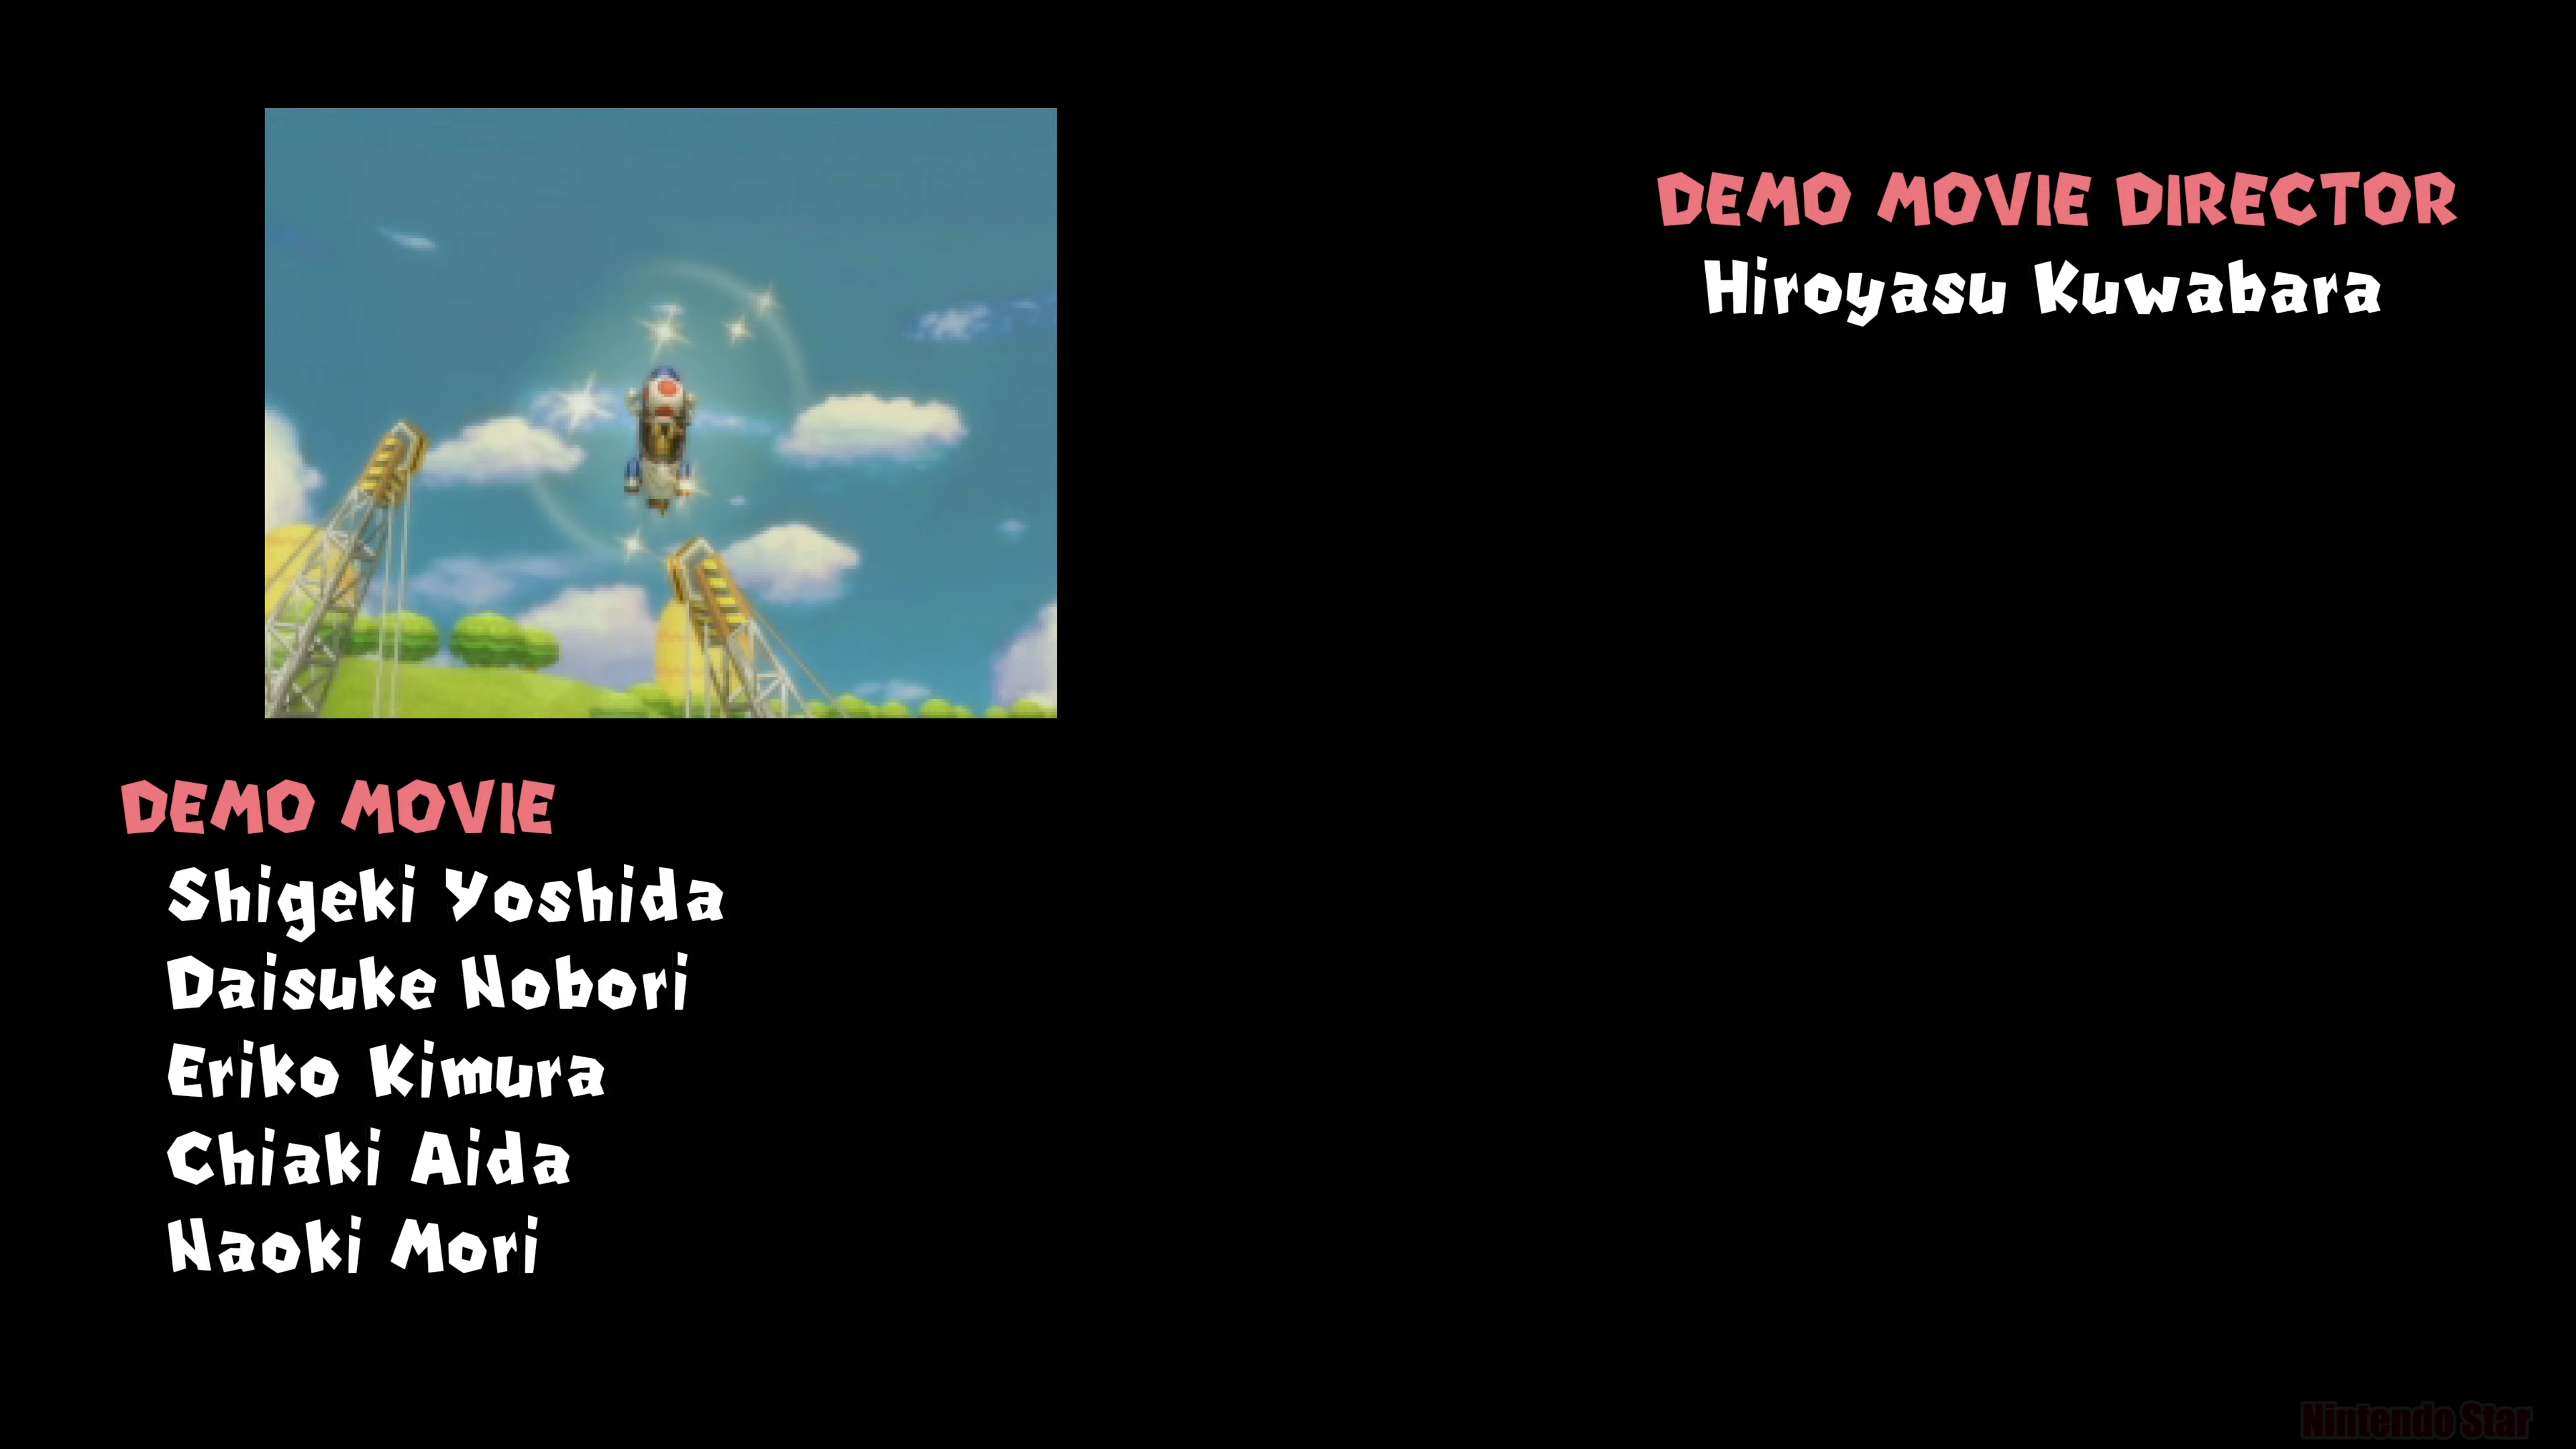 DEMO MOVIE DIRECTOR
Hiroyasu Kuwabara
DEMO MOVIE
Shigeki Yoshida
Daisuke Nobori
Eriko Kimura
Chiaki Aida
Naoki Mori
Nintendo Star